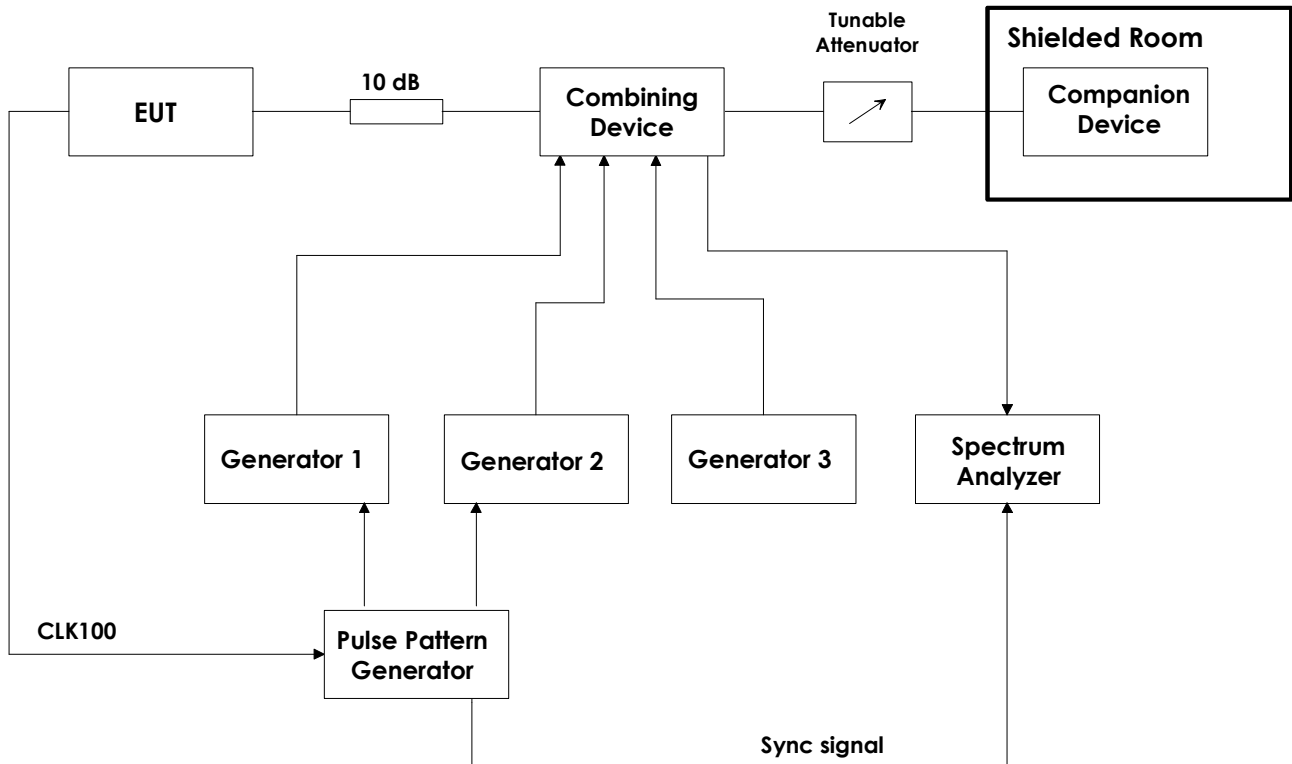 Tunable
Attenuator
Shielded Room
10 dB
EUT
Combining
Device
Companion
Device
Generator 1
Generator 2
Generator 3
Spectrum
Analyzer
CLK100
Pulse Pattern
Generator
Sync signal